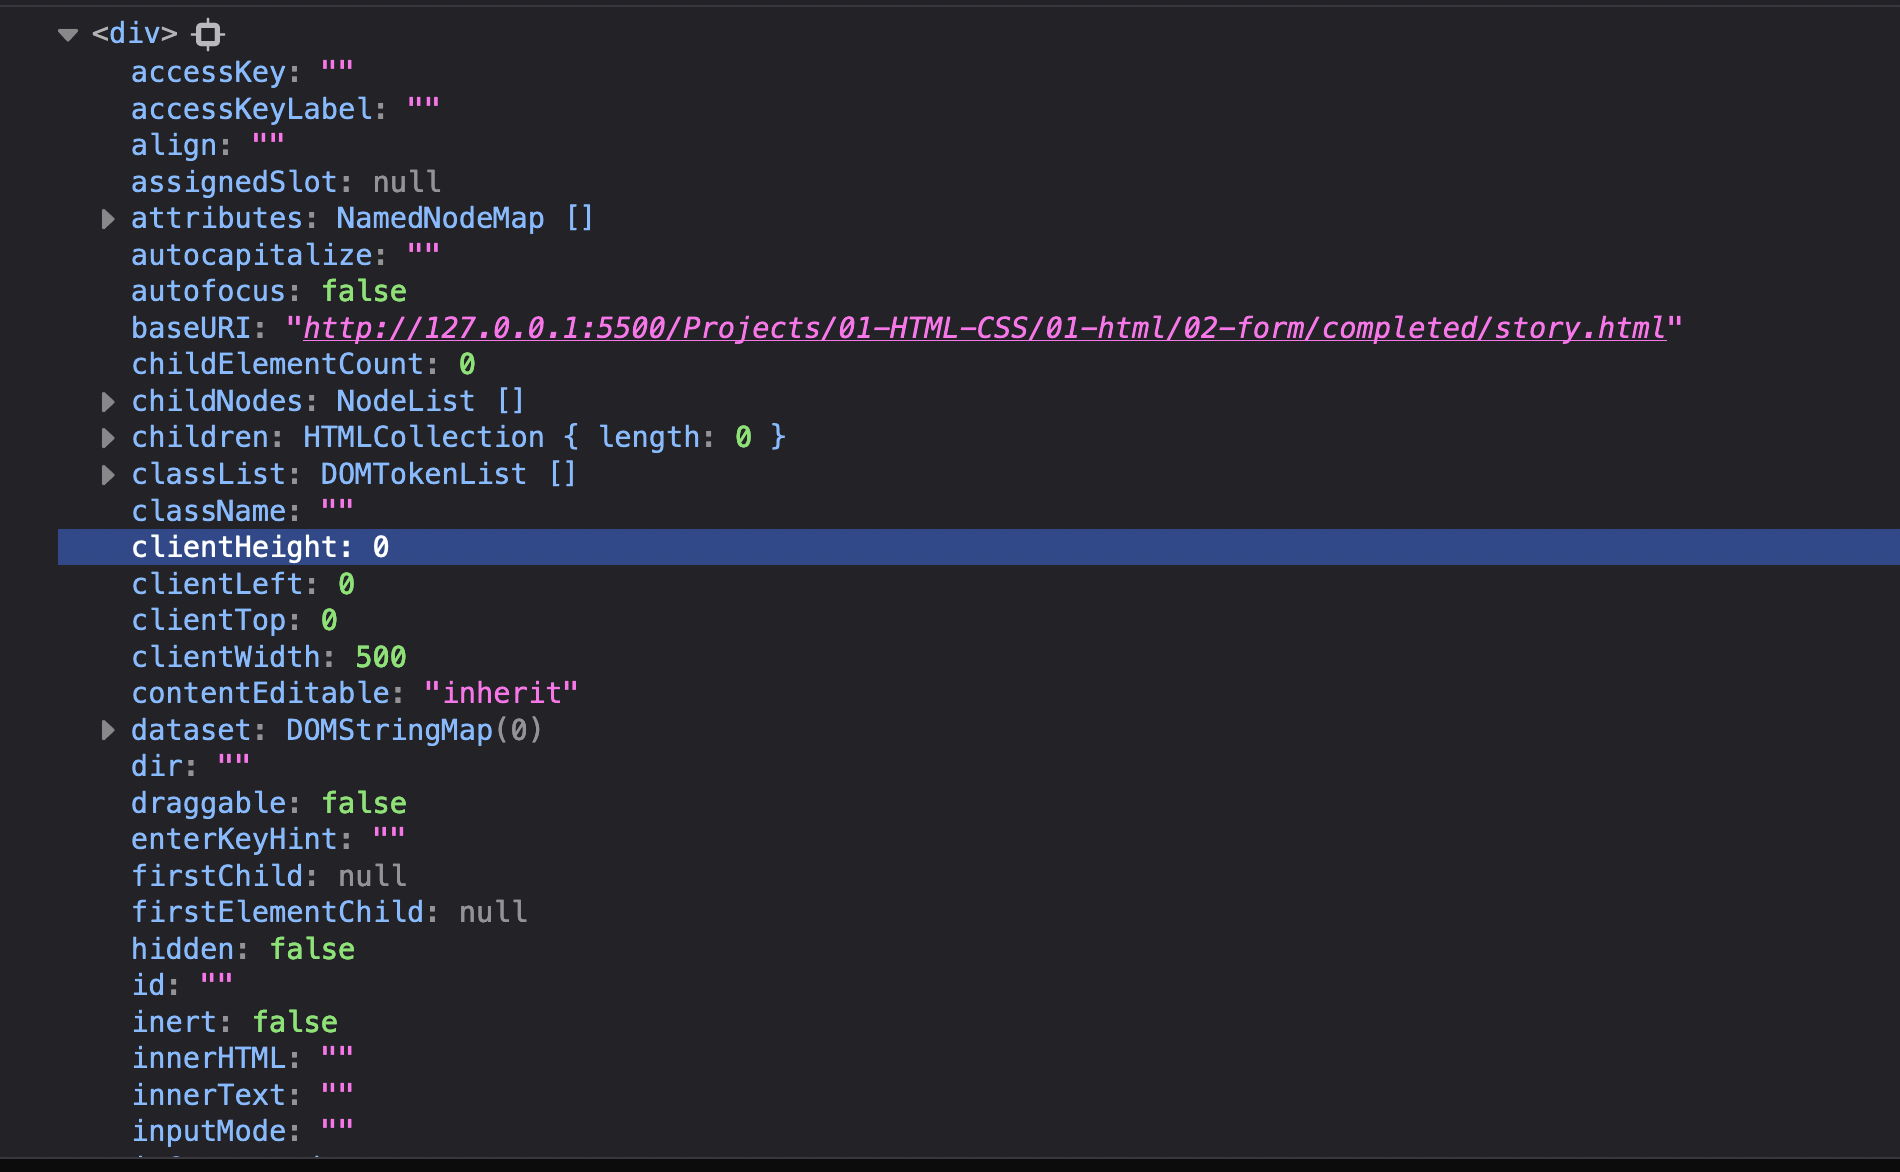 <div>
accessKey: ""
accessKeyLabel: ""
align: ""
assignedSlot: null
attributes: NamedNodeMap []
autocapitalize: ""
autofocus: false
baseURI: "http://127.0.0.1:5500/Projects/01-HTML-CSS/01-html/02-form/completed/story.html"
childElementCount: 0
childNodes: NodeList []
children: HTMLCollection { length: 0 }
classList: DOMTokenList []
className: ""
clientHeight: 0
clientLeft: 0
clientTop: 0
clientWidth: 500
contentEditable: "inherit"
dataset: DOMStringMap(0)
dir: ""
draggable: false
enterKeyHint: ""
firstChild: null
firstElementChild: null
hidden: false
id: ""
inert: false
innerHTML: ""
innerText: ""
inputMode: ""